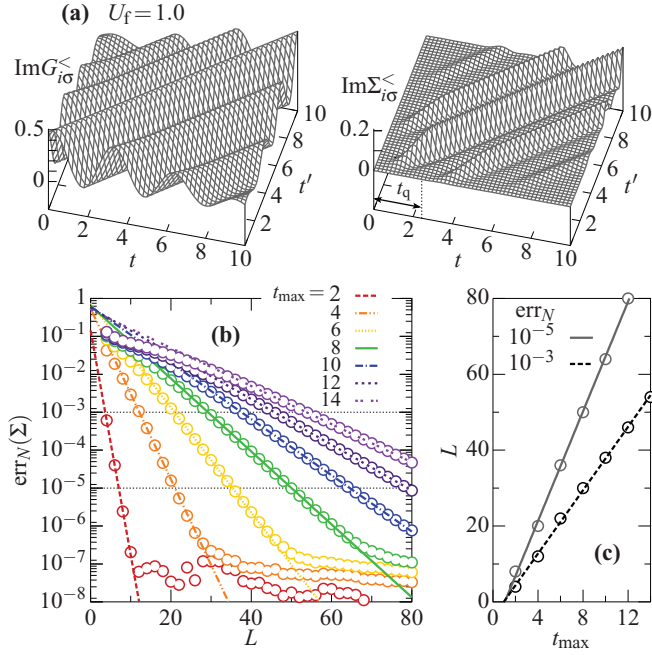 (a) U_f = 1.0
ImG^<_{iσ}
0.5
0
0 2 4 6 8 10
t
2 4 6 8 10
t′
ImΣ^<_{iσ}
0.2
0
t_q
0 2 4 6 8 10
t
2 4 6 8 10
t′
(b)
err_N(Σ)
1
10^{-1}
10^{-2}
10^{-3}
10^{-4}
10^{-5}
10^{-6}
10^{-7}
10^{-8}
t_max = 2
4
6
8
10
12
14
0 20 40 60 80
L
(c)
err_N
10^{-5}
10^{-3}
L
80
60
40
20
0
0 4 8 12
t_max